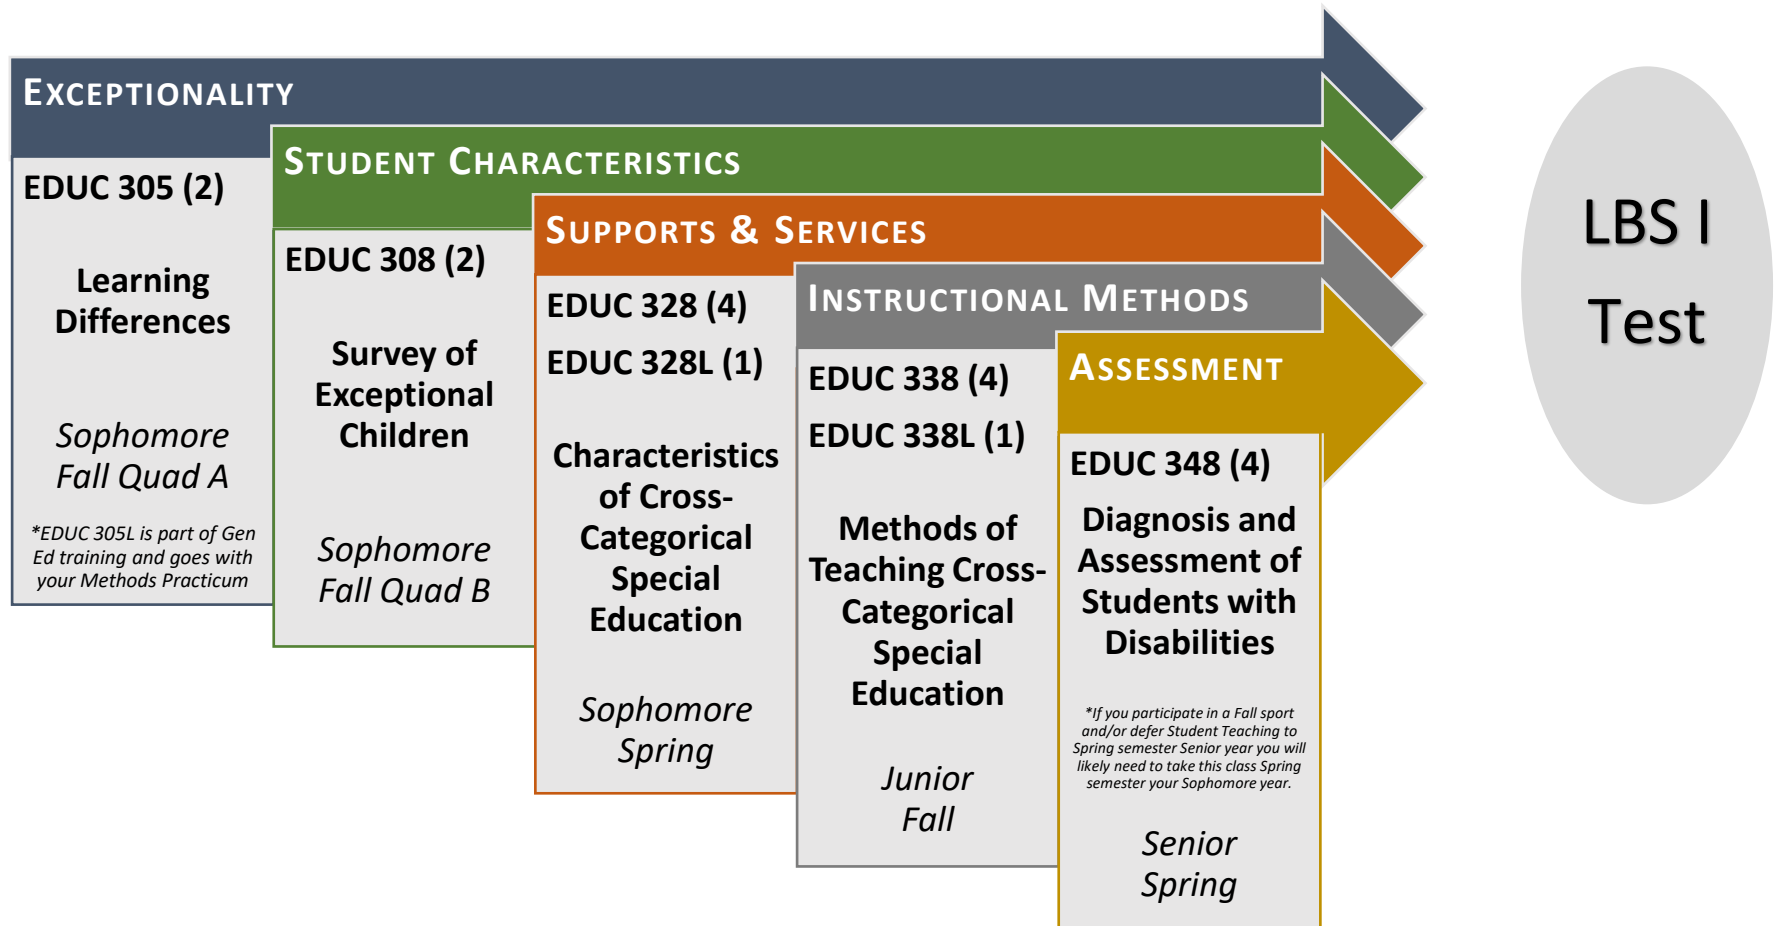 EXCEPTIONALITY
EDUC 305 (2)
Learning
Differences
Sophomore
Fall Quad A
*EDUC 305L is part of Gen
Ed training and goes with
your Methods Practicum
STUDENT CHARACTERISTICS
EDUC 308 (2)
Survey of
Exceptional
Children
Sophomore
Fall Quad B
SUPPORTS & SERVICES
EDUC 328 (4)
EDUC 328L (1)
Characteristics
of Cross-
Categorical
Special
Education
Sophomore
Spring
INSTRUCTIONAL METHODS
EDUC 338 (4)
EDUC 338L (1)
Methods of
Teaching Cross-
Categorical
Special
Education
Junior
Fall
ASSESSMENT
EDUC 348 (4)
Diagnosis and
Assessment of
Students with
Disabilities
*If you participate in a Fall sport
and/or defer Student Teaching to
Spring semester Senior year you will
likely need to take this class Spring
semester your Sophomore year.
Senior
Spring
LBS I
Test